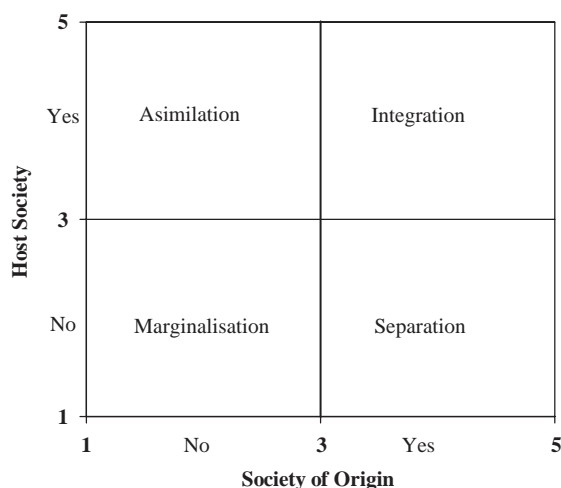 5
Yes Asimilation Integration
Host Society
3
No Marginalisation Separation
1
1 No 3 Yes 5
Society of Origin